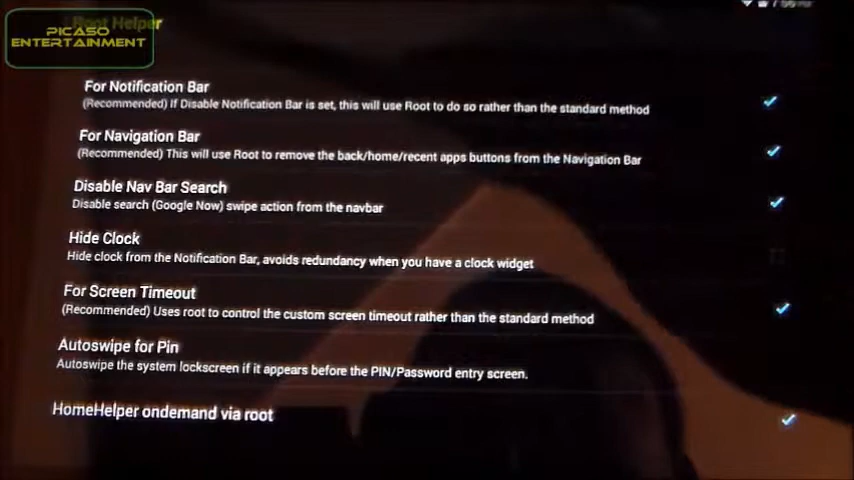 Root Helper
PICASO
ENTERTAINMENT
For Notification Bar
(Recommended) If Disable Notification Bar is set, this will use Root to do so rather than the standard method
For Navigation Bar
(Recommended) This will use Root to remove the back/home/recent apps buttons from the Navigation Bar
Disable Nav Bar Search
Disable search (Google Now) swipe action from the navbar
Hide Clock
Hide clock from the Notification Bar, avoids redundancy when you have a clock widget
For Screen Timeout
(Recommended) Uses root to control the custom screen timeout rather than the standard method
Autoswipe for Pin
Autoswipe the system lockscreen if it appears before the PIN/Password entry screen.
HomeHelper ondemand via root